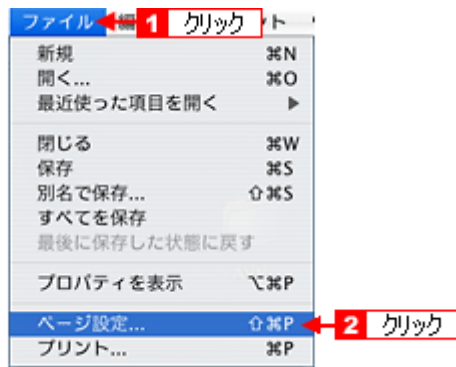 ファイル 1 クリック ト
新規 ⌘N
開く... ⌘O
最近使った項目を開く ▶
閉じる ⌘W
保存 ⌘S
別名で保存... ⇧⌘S
すべてを保存
最後に保存した状態に戻す
プロパティを表示 ⌥⌘P
ページ設定... ⇧⌘P 2 クリック
プリント... ⌘P